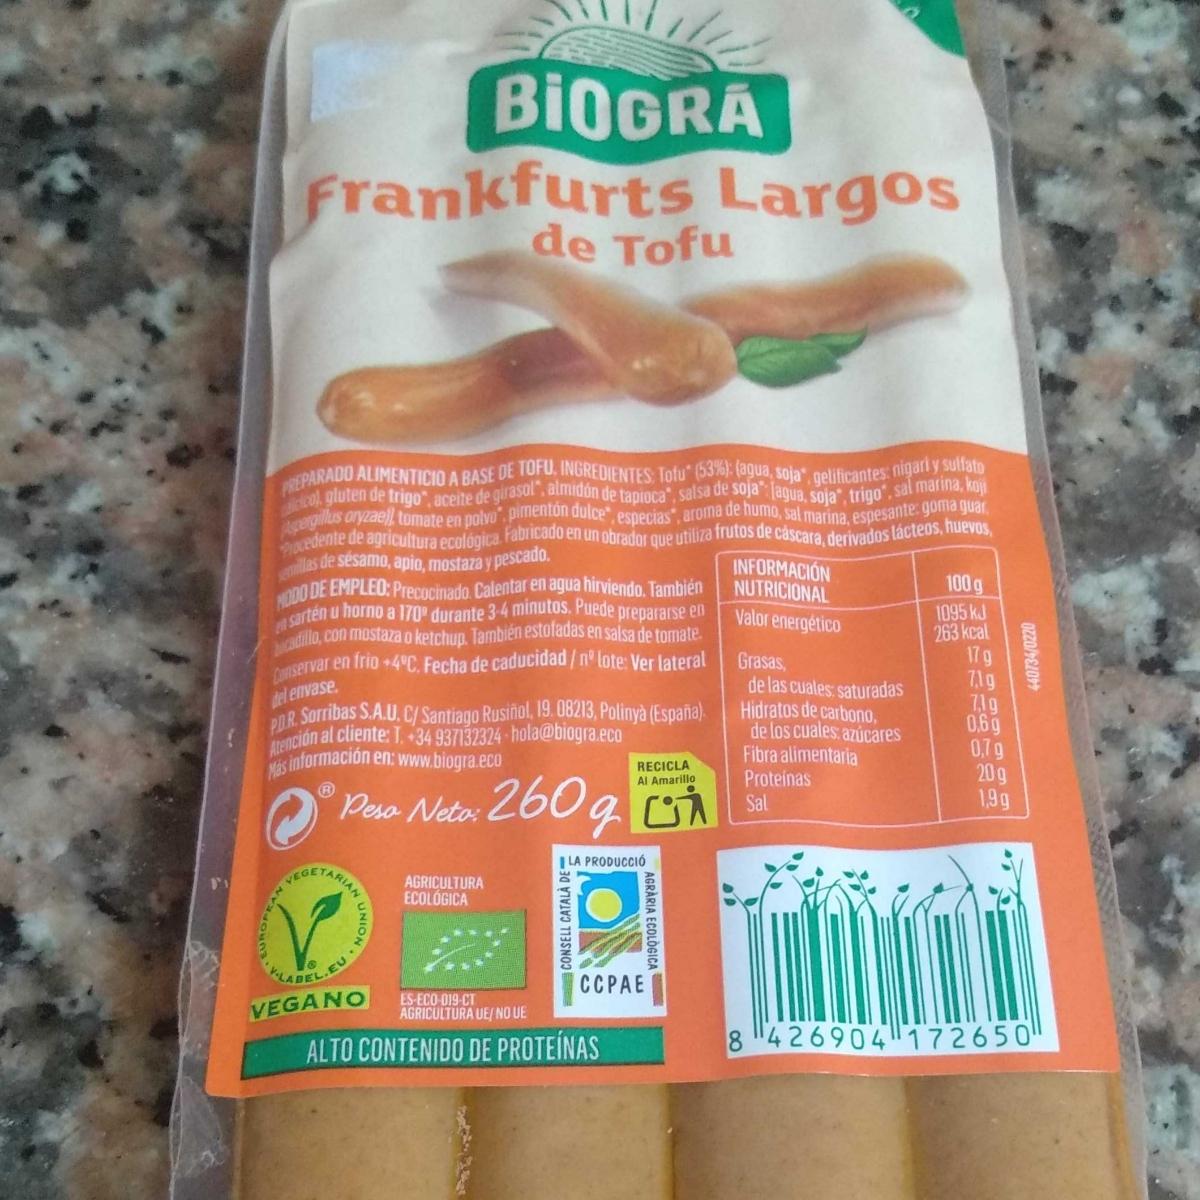 BIOGRÁ
Frankfurts Largos
de Tofu
PREPARADO ALIMENTICIO A BASE DE TOFU. INGREDIENTES: Tofu* (53%): (agua, soja*, gelificantes: nigari y sulfato
cálcico), gluten de trigo*, aceite de girasol*, almidón de tapioca*, salsa de soja*: [agua, soja*, trigo*, sal marina, koji
(Aspergillus oryzae)], tomate en polvo*, pimentón dulce*, especias*, aroma de humo, sal marina, espesante: goma guar.
*Procedente de agricultura ecológica. Fabricado en un obrador que utiliza frutos de cáscara, derivados lácteos, huevos,
semillas de sésamo, apio, mostaza y pescado.
MODO DE EMPLEO: Precocinado. Calentar en agua hirviendo. También
en sartén u horno a 170º durante 3-4 minutos. Puede prepararse en
bocadillo, con mostaza o ketchup. También estofadas en salsa de tomate.
Conservar en frío +4ºC. Fecha de caducidad / nº lote: Ver lateral
del envase.
P.D.R. Sorribas S.A.U. C/ Santiago Rusiñol, 19. 08213, Polinyà (España).
Atención al cliente: T. +34 937132324 - hola@biogra.eco
Más información en: www.biogra.eco
INFORMACIÓN
NUTRICIONAL 100 g
Valor energético 1095 kJ
263 kcal
Grasas, 17 g
de las cuales: saturadas 7,1 g
Hidratos de carbono, 7,1 g
de los cuales: azúcares 0,6 g
Fibra alimentaria 0,7 g
Proteínas 20 g
Sal 1,9 g
440734/0220
® Peso Neto: 260 g
RECICLA
Al Amarillo
EUROPEAN VEGETARIAN UNION
V-LABEL.EU
®
VEGANO
AGRICULTURA
ECOLÓGICA
ES-ECO-019-CT
AGRICULTURA UE/ NO UE
CONSELL CATALÀ DE
LA PRODUCCIÓ
AGRÀRIA ECOLÒGICA
CCPAE
ALTO CONTENIDO DE PROTEÍNAS
8 426904 172650